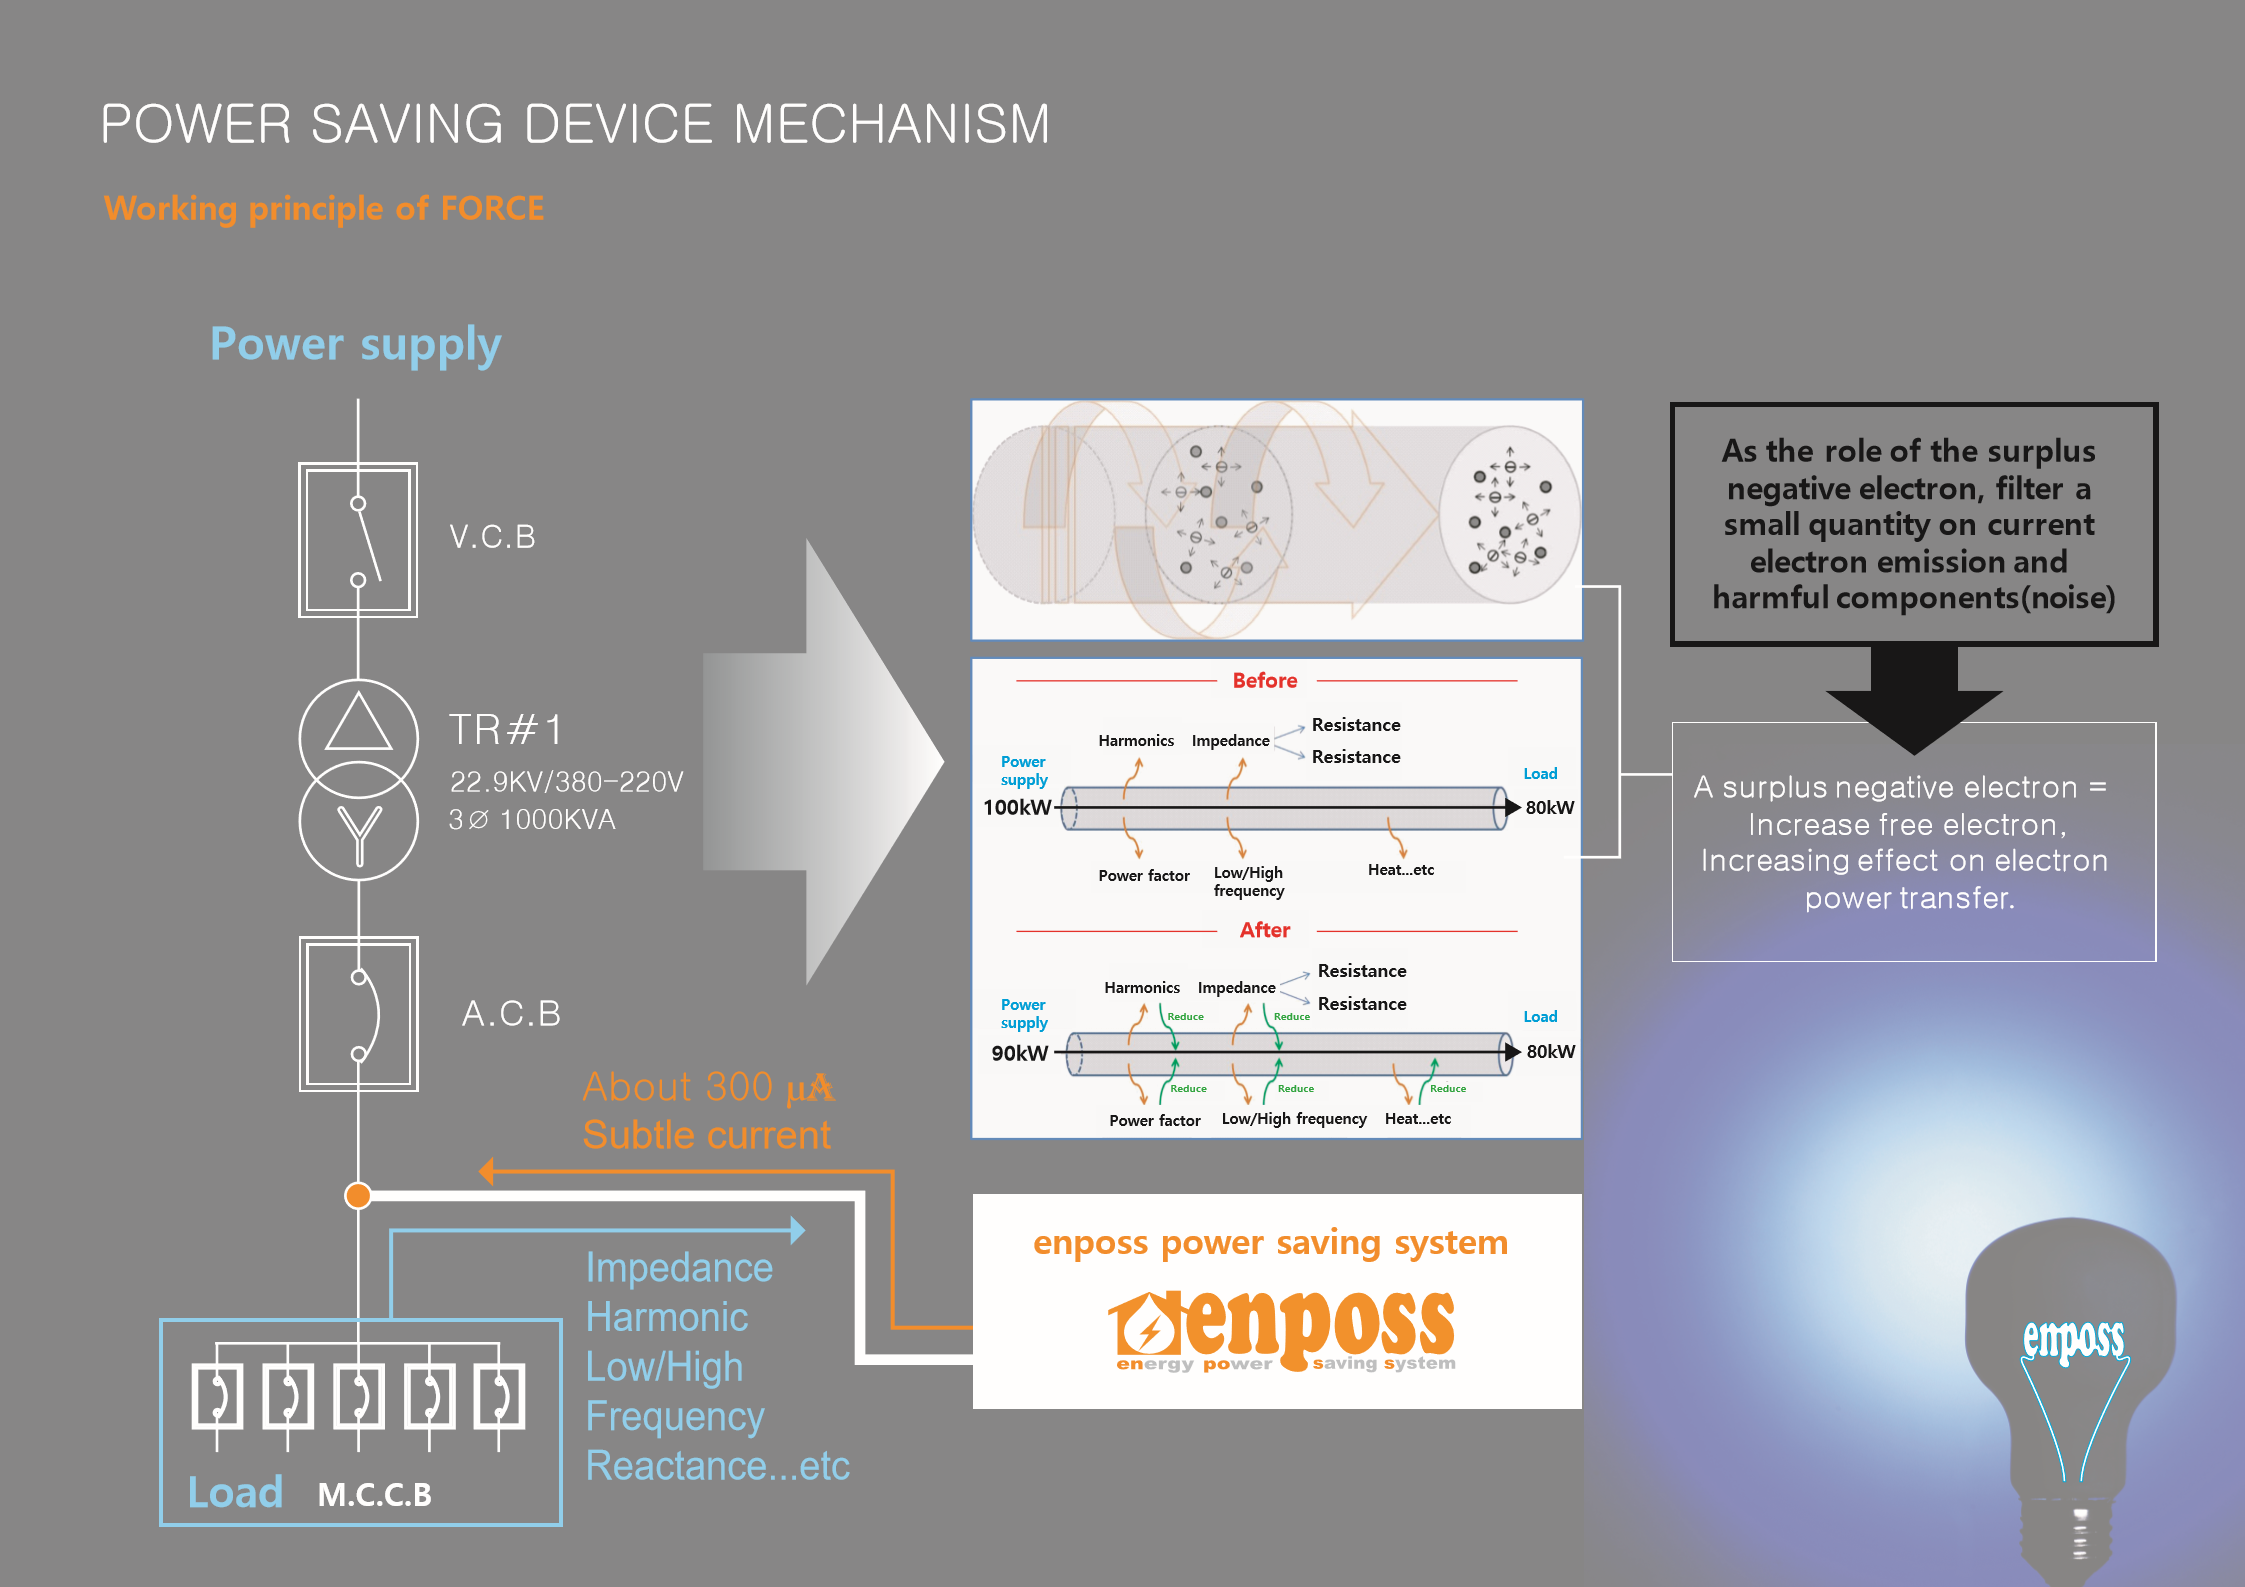 POWER SAVING DEVICE MECHANISM
Working principle of FORCE
Power supply
V.C.B
TR#1
22.9KV/380-220V
3∅ 1000KVA
A.C.B
About 300 µA
Subtle current
Impedance
Harmonic
Low/High
Frequency
Reactance...etc
Load M.C.C.B
Before
Resistance
Harmonics Impedance
Resistance
Power
supply
Load
100kW
80kW
Power factor
Low/High
frequency
Heat...etc
After
Resistance
Harmonics Impedance
Resistance
Power
supply
Reduce
Reduce
Load
90kW
80kW
Reduce
Reduce
Reduce
Power factor
Low/High frequency
Heat...etc
enposs power saving system
enposs
energy power saving system
As the role of the surplus
negative electron, filter a
small quantity on current
electron emission and
harmful components(noise)
A surplus negative electron =
Increase free electron,
Increasing effect on electron
power transfer.
enposs